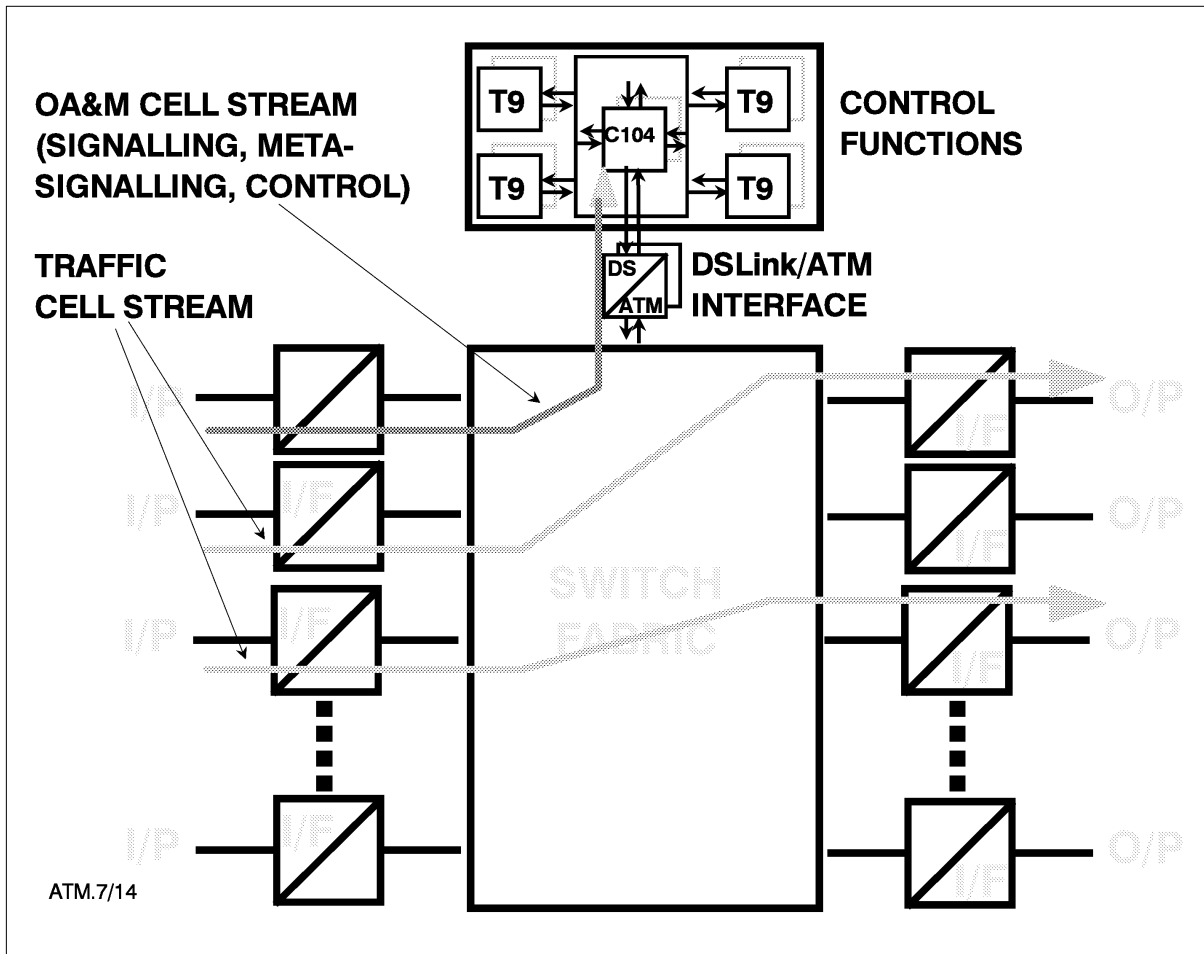 OA&M CELL STREAM
(SIGNALLING, META-
SIGNALLING, CONTROL)
T9
T9
C104
T9
T9
CONTROL
FUNCTIONS
TRAFFIC
CELL STREAM
DS
ATM
DSLink/ATM
INTERFACE
I/P
I/F
O/P
I/P
I/F
I/F
O/P
SWITCH
FABRIC
I/P
I/F
I/F
O/P
I/P
I/F
I/F
O/P
ATM.7/14